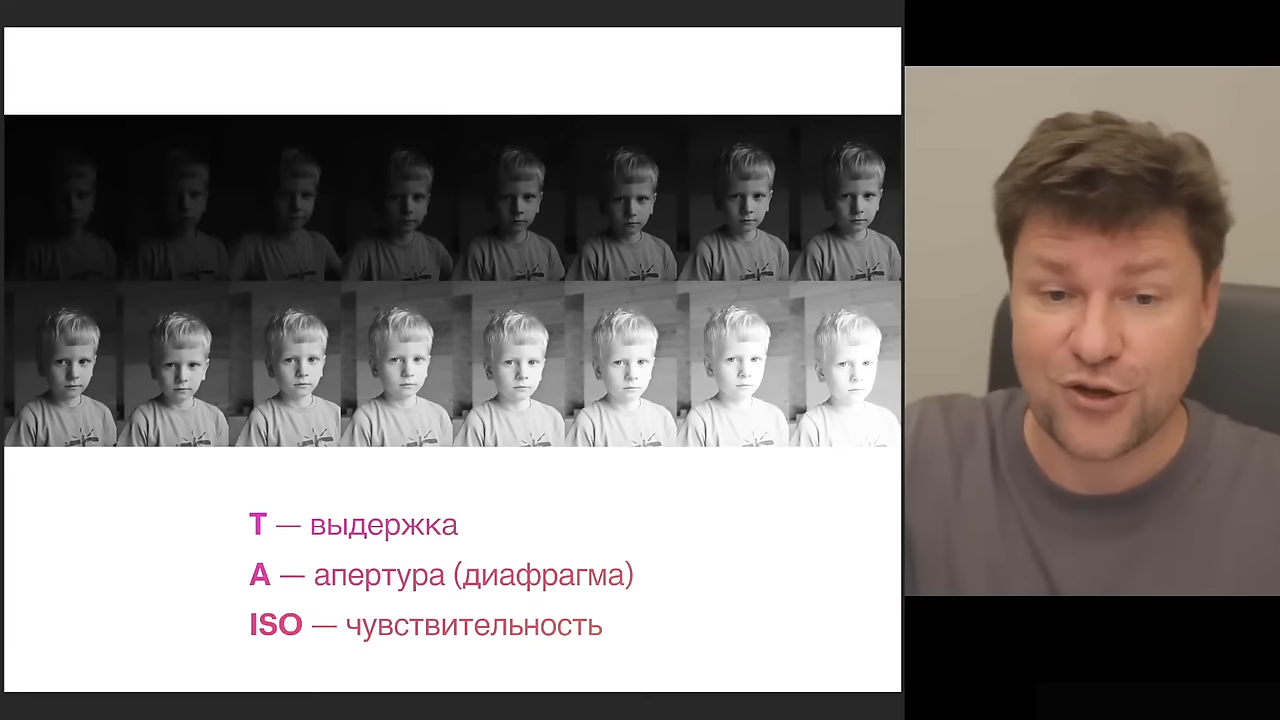 T — выдержка
A — апертура (диафрагма)
ISO — чувствительность